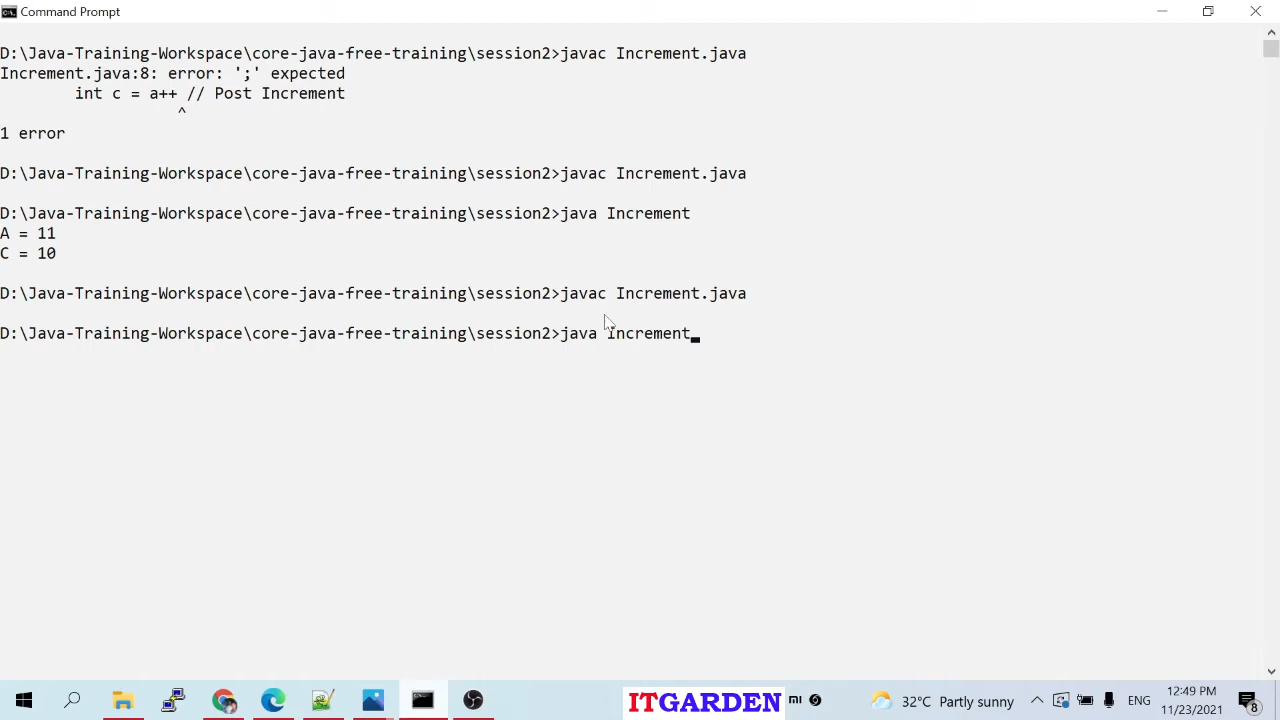 Command Prompt
D:\Java-Training-Workspace\core-java-free-training\session2>javac Increment.java
Increment.java:8: error: ';' expected
        int c = a++ // Post Increment
                   ^
1 error
D:\Java-Training-Workspace\core-java-free-training\session2>javac Increment.java
D:\Java-Training-Workspace\core-java-free-training\session2>java Increment
A = 11
C = 10
D:\Java-Training-Workspace\core-java-free-training\session2>javac Increment.java
D:\Java-Training-Workspace\core-java-free-training\session2>java Increment
ITGARDEN
32°C Partly sunny
ENG
12:49 PM
11/23/2021
8